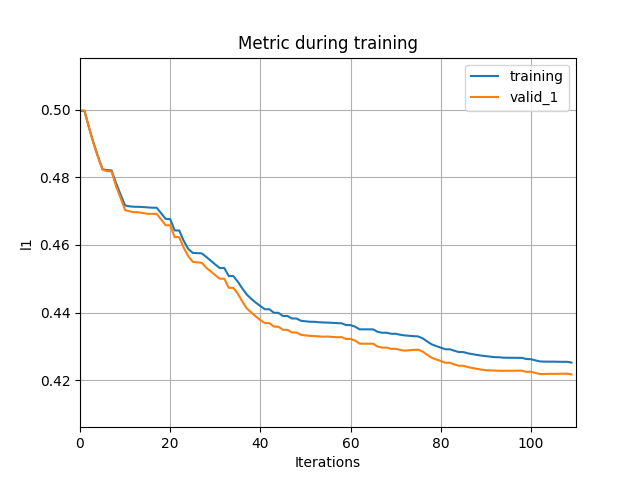 Metric during training
training
valid_1
0.50
0.48
0.46
0.44
0.42
l1
0 20 40 60 80 100
Iterations